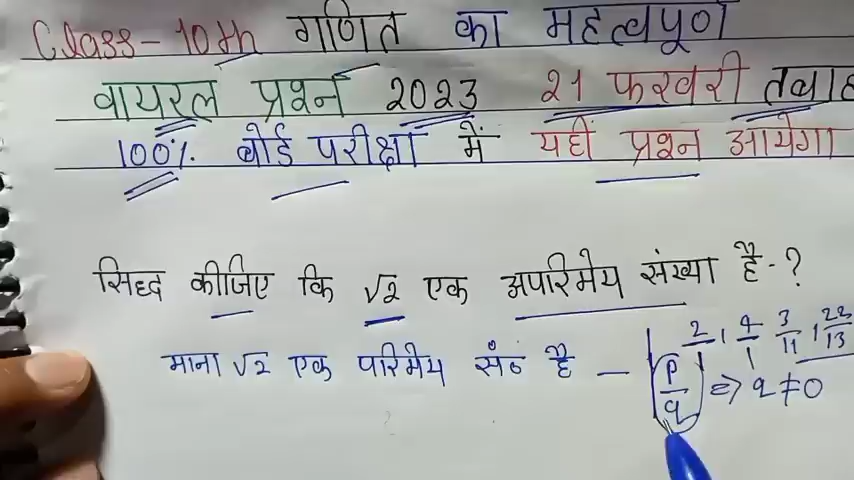 Class - 10th गणित का महत्वपूर्ण
वायरल प्रश्न 2023 21 फरवरी
100% बोर्ड परीक्षा में यहीं प्रश्न आयेगा
सिद्ध कीजिए कि √2 एक अपरिमेय संख्या है - ?
माना √2 एक परिमेय सं० है — p/q ⇒ q ≠ 0
2/1, 4/1, 3/11, 22/13